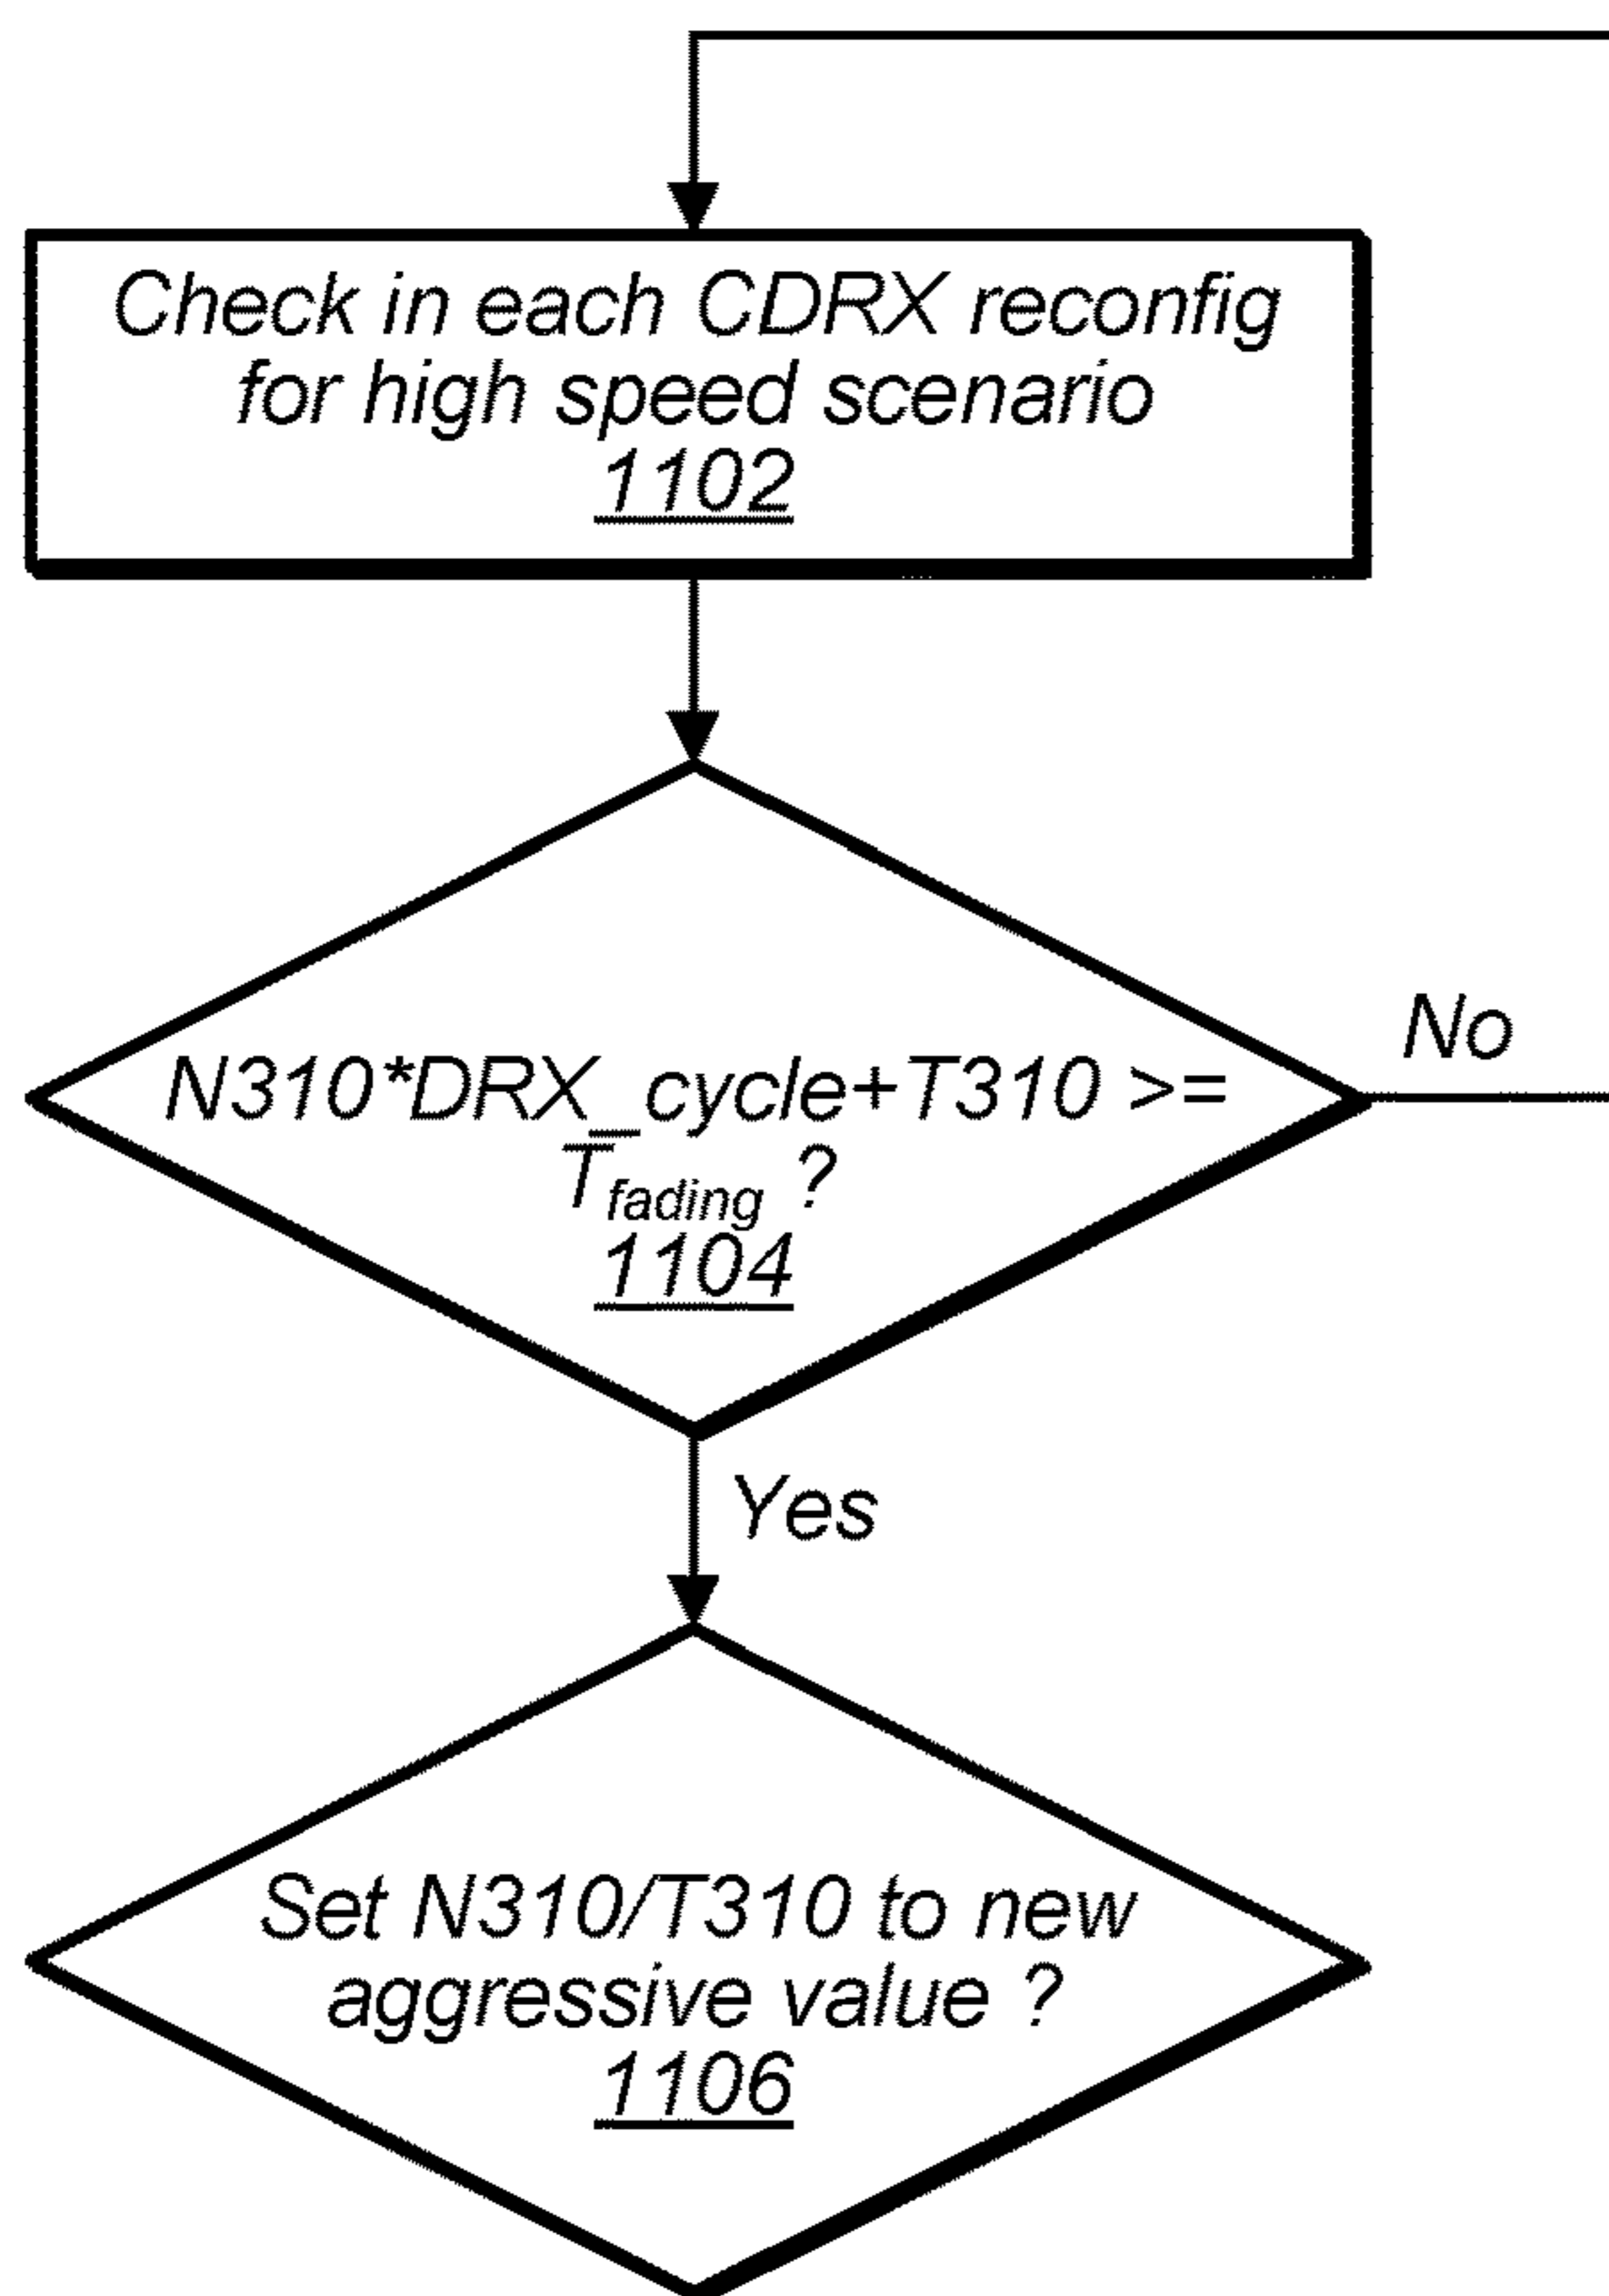 Check in each CDRX reconfig
for high speed scenario
1102
N310*DRX_cycle+T310 >=
Tfading ?
1104
No
Yes
Set N310/T310 to new
aggressive value ?
1106